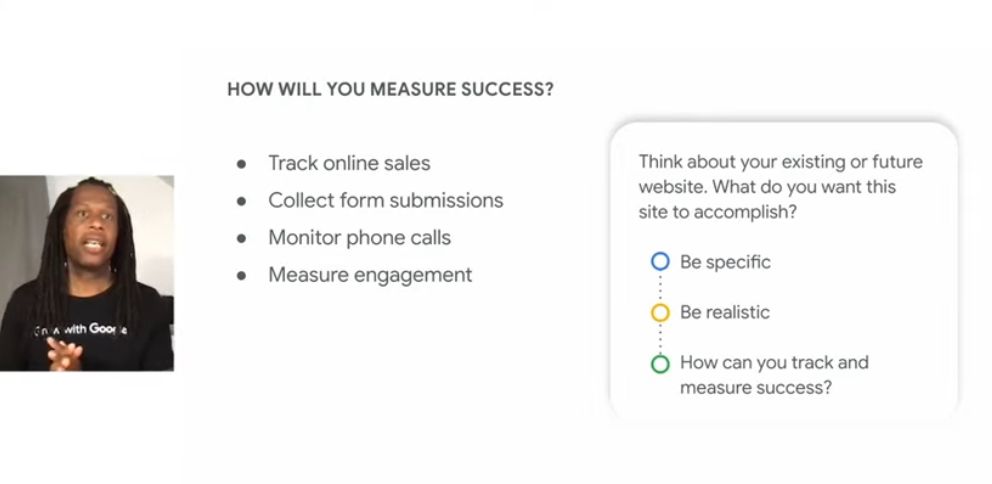 HOW WILL YOU MEASURE SUCCESS?
● Track online sales
● Collect form submissions
● Monitor phone calls
● Measure engagement
Think about your existing or future
website. What do you want this
site to accomplish?
Be specific
Be realistic
How can you track and
measure success?
with Google